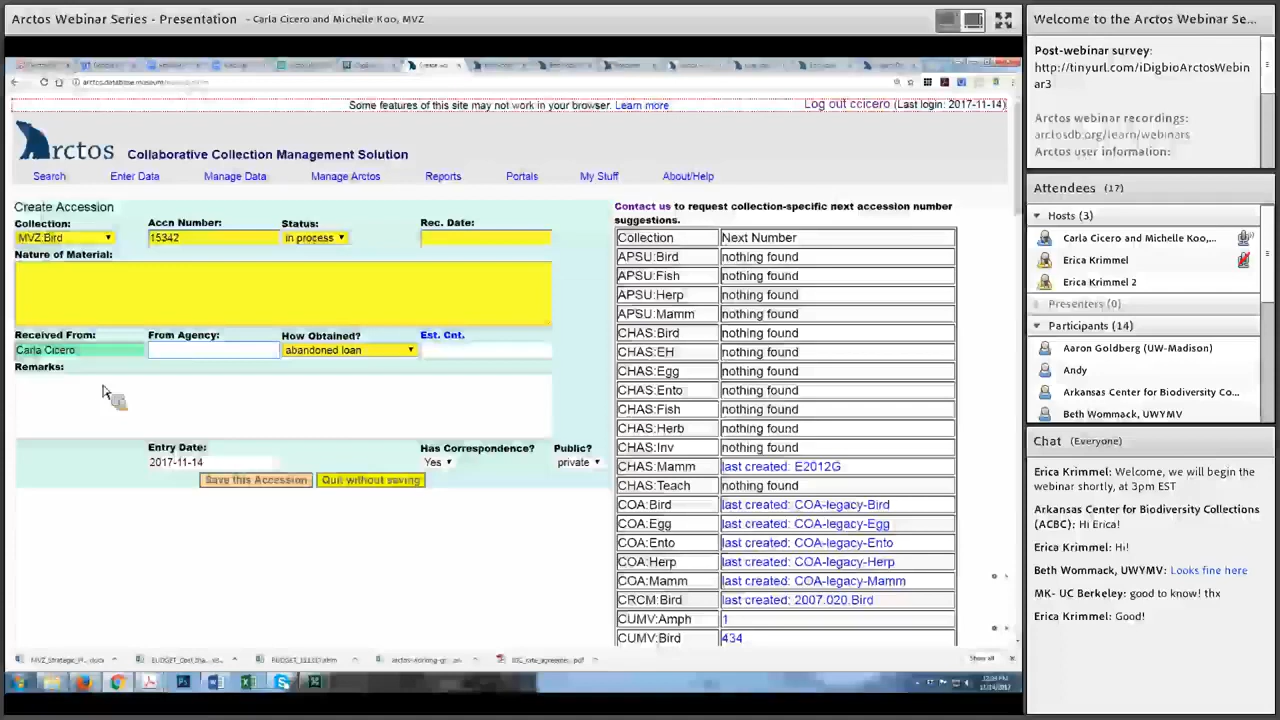 Arctos Webinar Series - Presentation - Carla Cicero and Michelle Koo, MVZ
Some features of this site may not work in your browser. Learn more
Log out ccicero (Last login: 2017-11-14)
Arctos Collaborative Collection Management Solution
Search Enter Data Manage Data Manage Arctos Reports Portals My Stuff About/Help
Create Accession
Collection: Accn Number: Status: Rec. Date:
MVZ:Bird 15342 in process
Nature of Material:
Received From: From Agency: How Obtained? Est. Cnt.
Carla Cicero abandoned loan
Remarks:
Entry Date: Has Correspondence? Public?
2017-11-14 Yes private
Save this Accession Quit without saving
Contact us to request collection-specific next accession number
suggestions.
Collection Next Number
APSU:Bird nothing found
APSU:Fish nothing found
APSU:Herp nothing found
APSU:Mamm nothing found
CHAS:Bird nothing found
CHAS:EH nothing found
CHAS:Egg nothing found
CHAS:Ento nothing found
CHAS:Fish nothing found
CHAS:Herb nothing found
CHAS:Inv nothing found
CHAS:Mamm last created: E2012G
CHAS:Teach nothing found
COA:Bird last created: COA-legacy-Bird
COA:Egg last created: COA-legacy-Egg
COA:Ento last created: COA-legacy-Ento
COA:Herp last created: COA-legacy-Herp
COA:Mamm last created: COA-legacy-Mamm
CRCM:Bird last created: 2007.020.Bird
CUMV:Amph 1
CUMV:Bird 434
Show all
Welcome to the Arctos Webinar Se...
Post-webinar survey:
http://tinyurl.com/iDigbioArctosWebin
ar3
Arctos webinar recordings:
arctosdb.org/learn/webinars
Arctos user information:
Attendees (17)
Hosts (3)
Carla Cicero and Michelle Koo,...
Erica Krimmel
Erica Krimmel 2
Presenters (0)
Participants (14)
Aaron Goldberg (UW-Madison)
Andy
Arkansas Center for Biodiversity Co...
Beth Wommack, UWYMV
Chat (Everyone)
Erica Krimmel: Welcome, we will begin the
webinar shortly, at 3pm EST
Arkansas Center for Biodiversity Collections
(ACBC): Hi Erica!
Erica Krimmel: Hi!
Beth Wommack, UWYMV: Looks fine here
MK- UC Berkeley: good to know! thx
Erica Krimmel: Good!